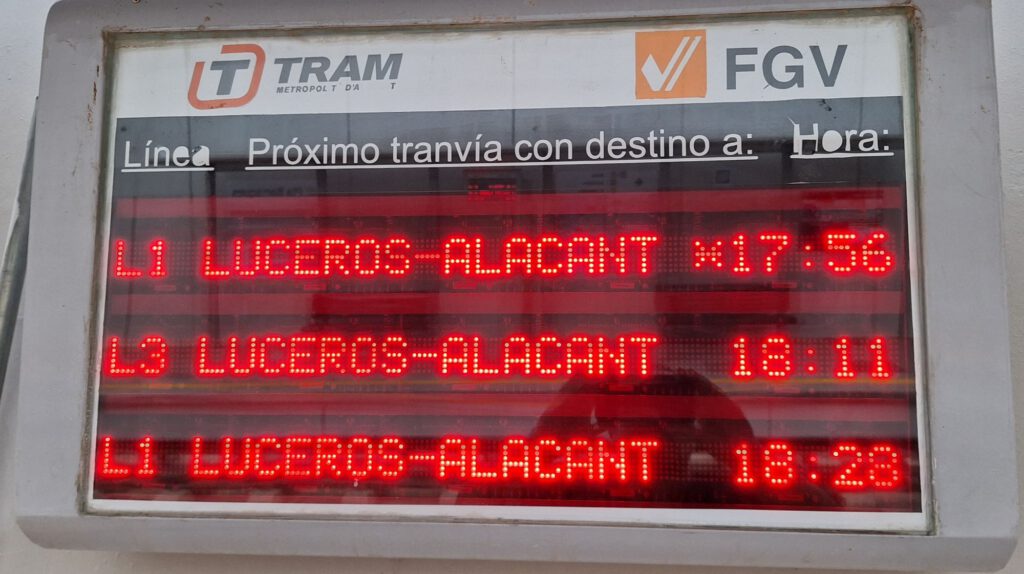 T TRAM FGV
METROPOL T D'A T
Línea Próximo tranvía con destino a: Hora:
L1 LUCEROS-ALACANT *17:56
L3 LUCEROS-ALACANT 18:11
L1 LUCEROS-ALACANT 18:28